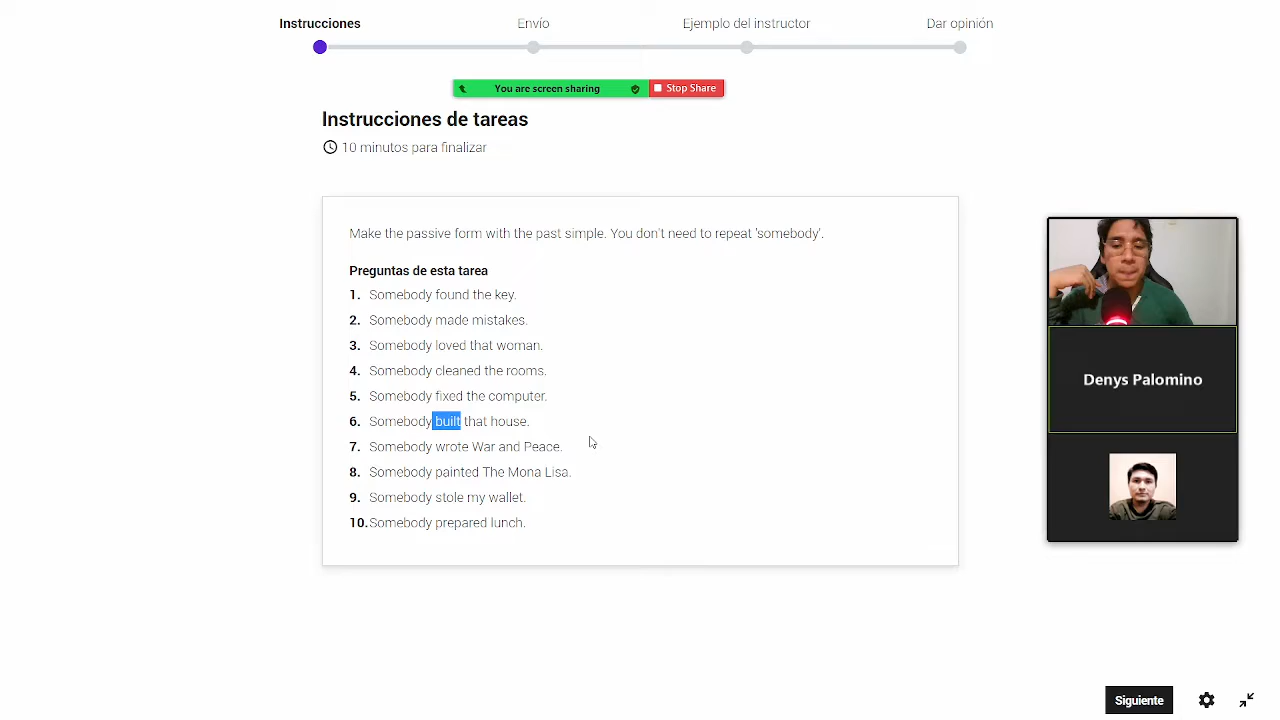 Instrucciones
Envío
Ejemplo del instructor
Dar opinión
You are screen sharing
Stop Share
Instrucciones de tareas
10 minutos para finalizar
Make the passive form with the past simple. You don't need to repeat 'somebody'.
Preguntas de esta tarea
1. Somebody found the key.
2. Somebody made mistakes.
3. Somebody loved that woman.
4. Somebody cleaned the rooms.
5. Somebody fixed the computer.
6. Somebody built that house.
7. Somebody wrote War and Peace.
8. Somebody painted The Mona Lisa.
9. Somebody stole my wallet.
10. Somebody prepared lunch.
Denys Palomino
Siguiente